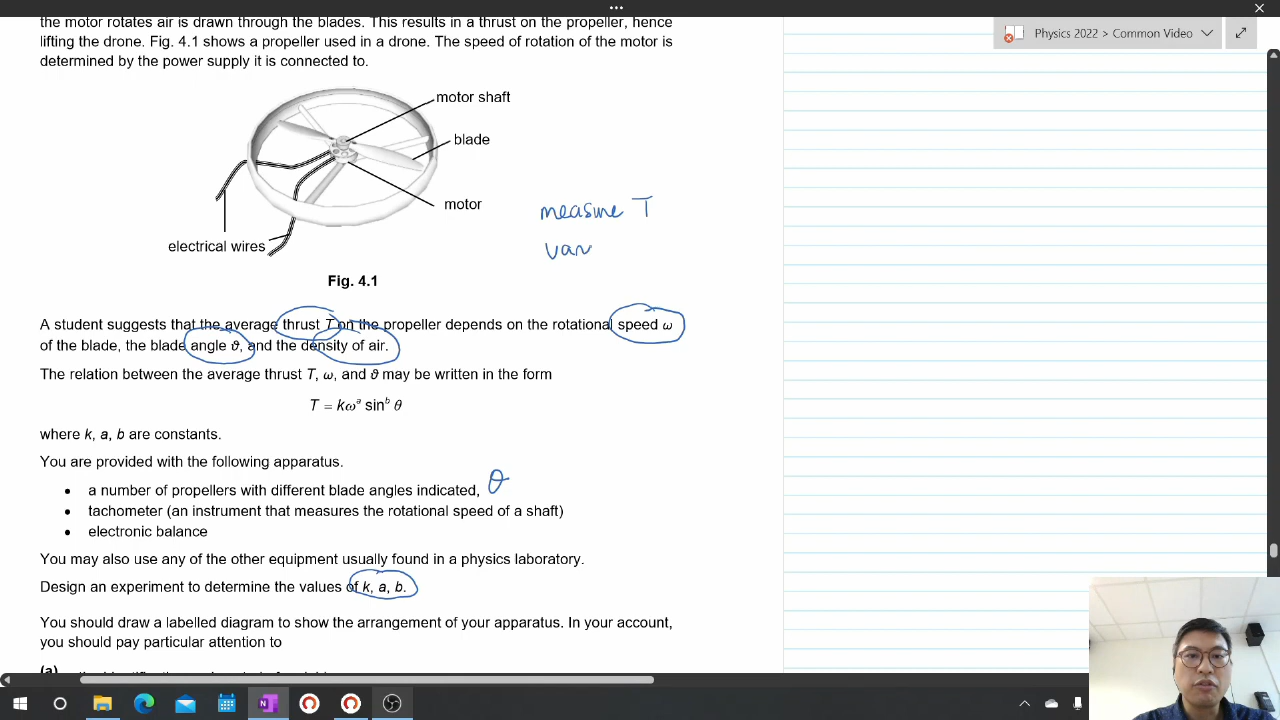 Physics 2022 > Common Video
the motor rotates air is drawn through the blades. This results in a thrust on the propeller, hence
lifting the drone. Fig. 4.1 shows a propeller used in a drone. The speed of rotation of the motor is
determined by the power supply it is connected to.
motor shaft
blade
motor
electrical wires
measure T
van
Fig. 4.1
A student suggests that the average thrust T on the propeller depends on the rotational speed ω
of the blade, the blade angle ϑ, and the density of air.
The relation between the average thrust T, ω, and ϑ may be written in the form
T = kωᵃ sinᵇ θ
where k, a, b are constants.
You are provided with the following apparatus.
• a number of propellers with different blade angles indicated, θ
• tachometer (an instrument that measures the rotational speed of a shaft)
• electronic balance
You may also use any of the other equipment usually found in a physics laboratory.
Design an experiment to determine the values of k, a, b.
You should draw a labelled diagram to show the arrangement of your apparatus. In your account,
you should pay particular attention to
(a)